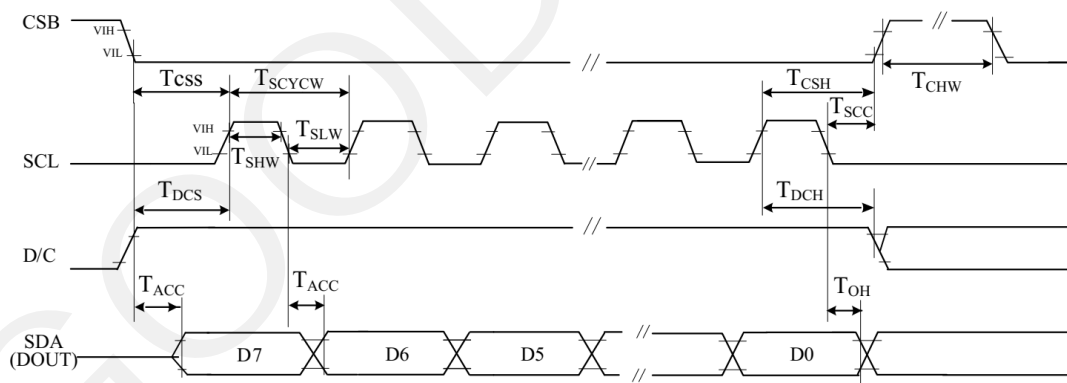 CSB
VIH
VIL
Tcss
TSCYCW
TCSH
TCHW
TSCC
VIH
TSLW
VIL
SCL
TSHW
TDCS
TDCH
D/C
TACC
TACC
TOH
SDA
(DOUT)
D7
D6
D5
D0